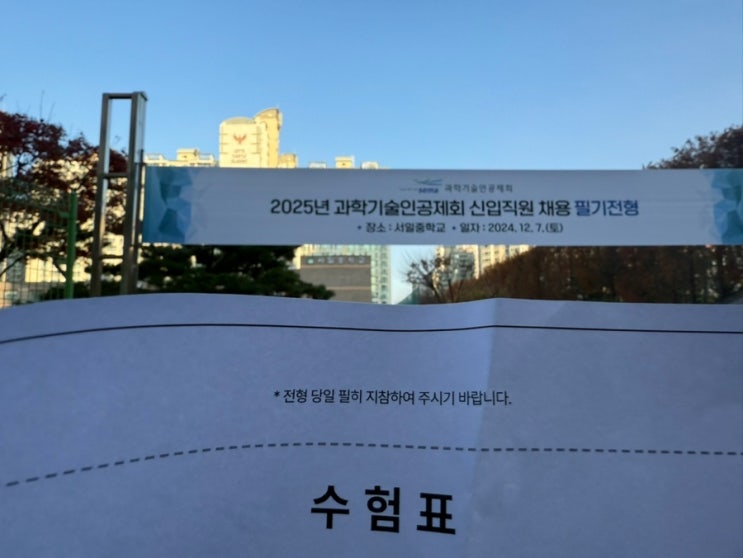 sema 과학기술인공제회
2025년 과학기술인공제회 신입직원 채용 필기전형
• 장소 : 서일중학교 • 일자 : 2024. 12. 7.(토)
* 전형 당일 필히 지참하여 주시기 바랍니다.
수험표